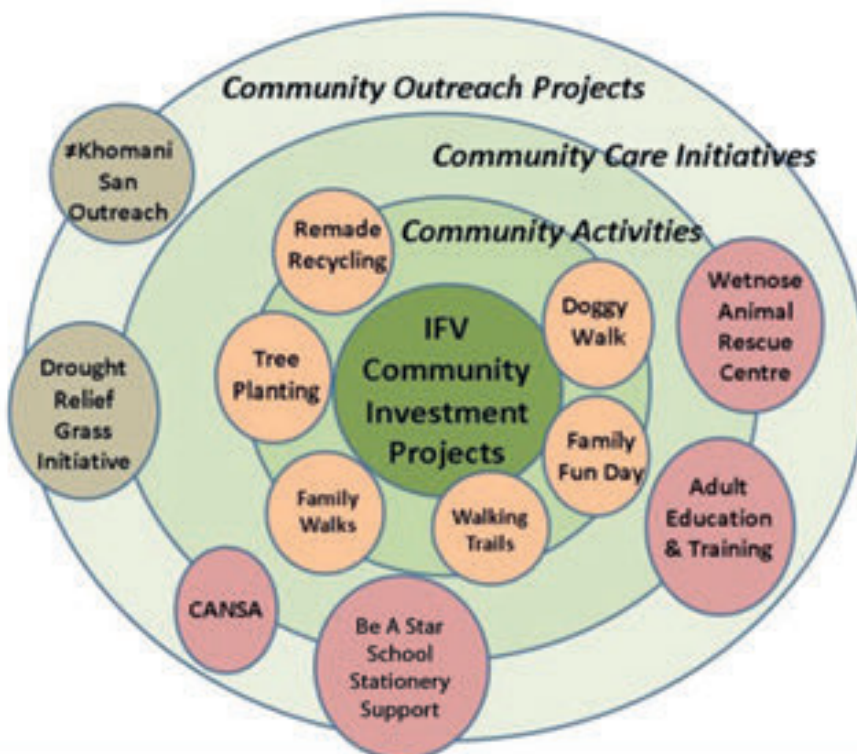 Community Outreach Projects
Community Care Initiatives
Community Activities
IFV
Community
Investment
Projects
≠Khomani
San
Outreach
Remade
Recycling
Doggy
Walk
Wetnose
Animal
Rescue
Centre
Tree
Planting
Drought
Relief
Grass
Initiative
Family
Fun Day
Family
Walks
Walking
Trails
Adult
Education
& Training
CANSA
Be A Star
School
Stationery
Support